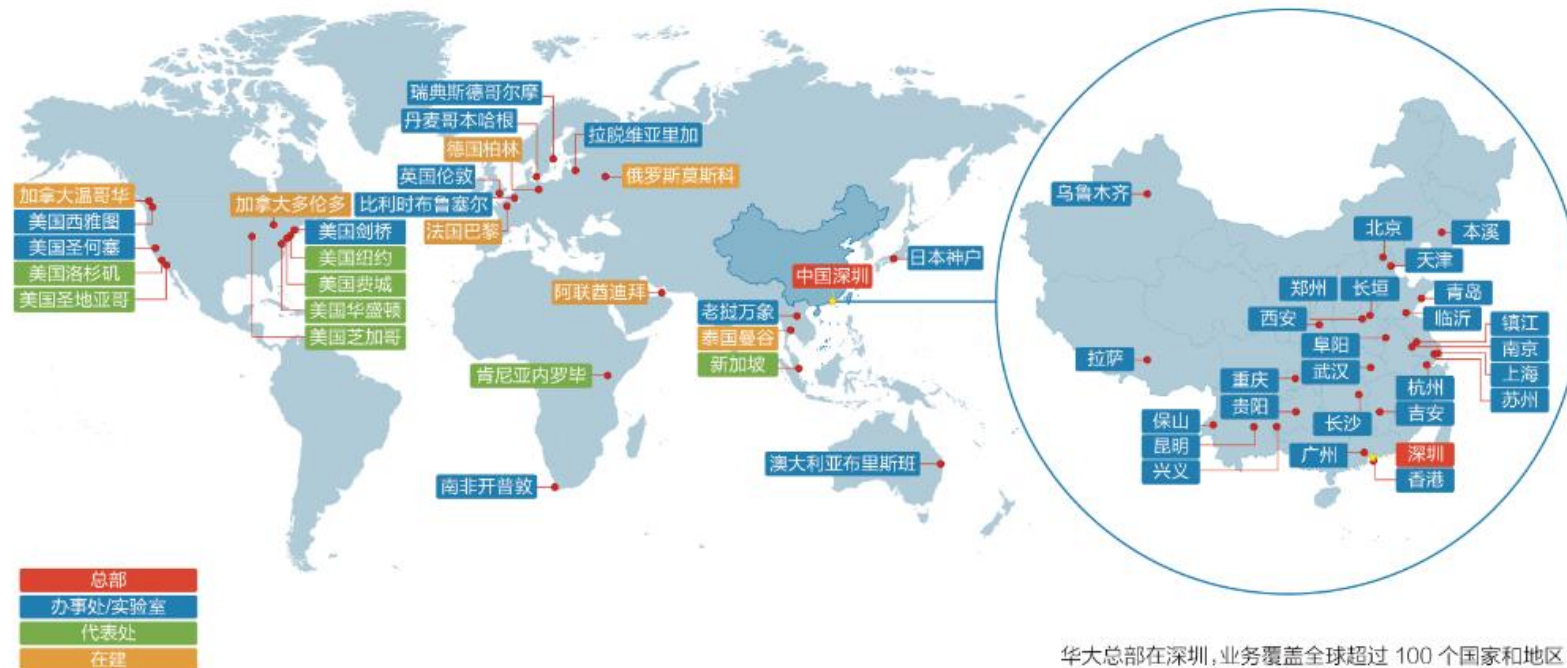 瑞典斯德哥尔摩
丹麦哥本哈根
拉脱维亚里加
德国柏林
英国伦敦
俄罗斯莫斯科
加拿大温哥华
加拿大多伦多
比利时布鲁塞尔
美国西雅图
美国剑桥
法国巴黎
美国圣何塞
美国纽约
日本神户
美国洛杉矶
美国费城
阿联酋迪拜
中国深圳
美国圣地亚哥
美国华盛顿
老挝万象
美国芝加哥
泰国曼谷
肯尼亚内罗毕
新加坡
澳大利亚布里斯班
南非开普敦
乌鲁木齐
北京
本溪
天津
郑州
长垣
青岛
西安
临沂
镇江
阜阳
南京
拉萨
武汉
上海
重庆
杭州
苏州
贵阳
吉安
保山
长沙
昆明
广州
深圳
兴义
香港
总部
办事处/实验室
代表处
在建
华大总部在深圳,业务覆盖全球超过 100 个国家和地区